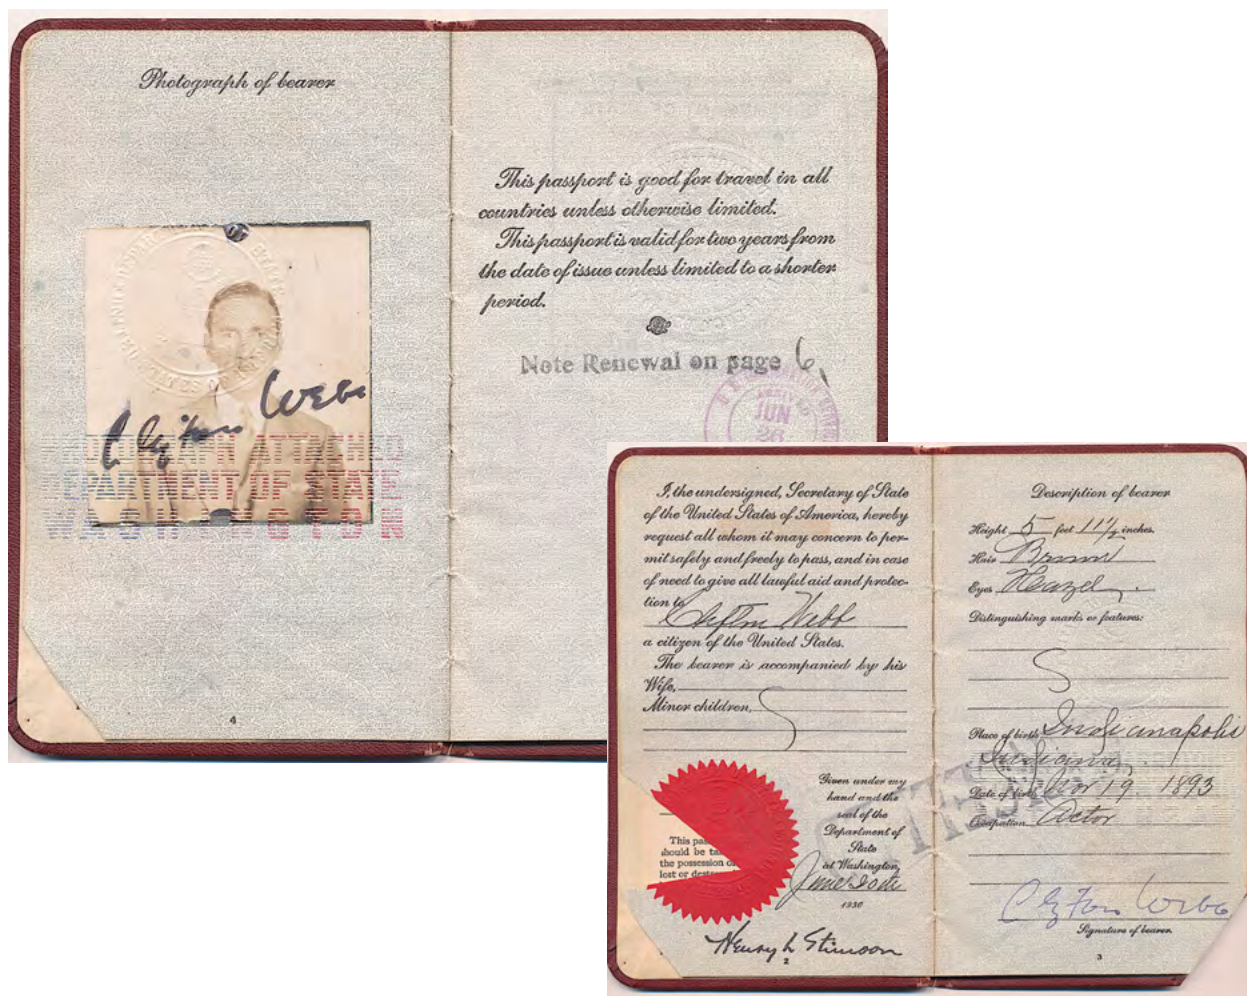 Photograph of bearer
Clifton Webb
PHOTOGRAPH ATTACHED
DEPARTMENT OF STATE
WASHINGTON
4
This passport is good for travel in all
countries unless otherwise limited.
This passport is valid for two years from
the date of issue unless limited to a shorter
period.
Note Renewal on page 6,
JUN
26
I, the undersigned, Secretary of State
of the United States of America, hereby
request all whom it may concern to per-
mit safely and freely to pass, and in case
of need to give all lawful aid and protec-
tion to
Clifton Webb
a citizen of the United States.
The bearer is accompanied by his
Wife,
Minor children,
Given under my
hand and the
seal of the
Department of
State
at Washington,
June
1930
This pas
should be ta
the possession o
lost or destr
Henry L Stimson
2
Description of bearer
Height 5 feet 11½ inches.
Hair Brown
Eyes Hazel
Distinguishing marks or features:
Place of birth Indianapolis
Indiana
Date of birth Nov 19. 1893
Occupation Actor
Clifton Webb
Signature of bearer.
3